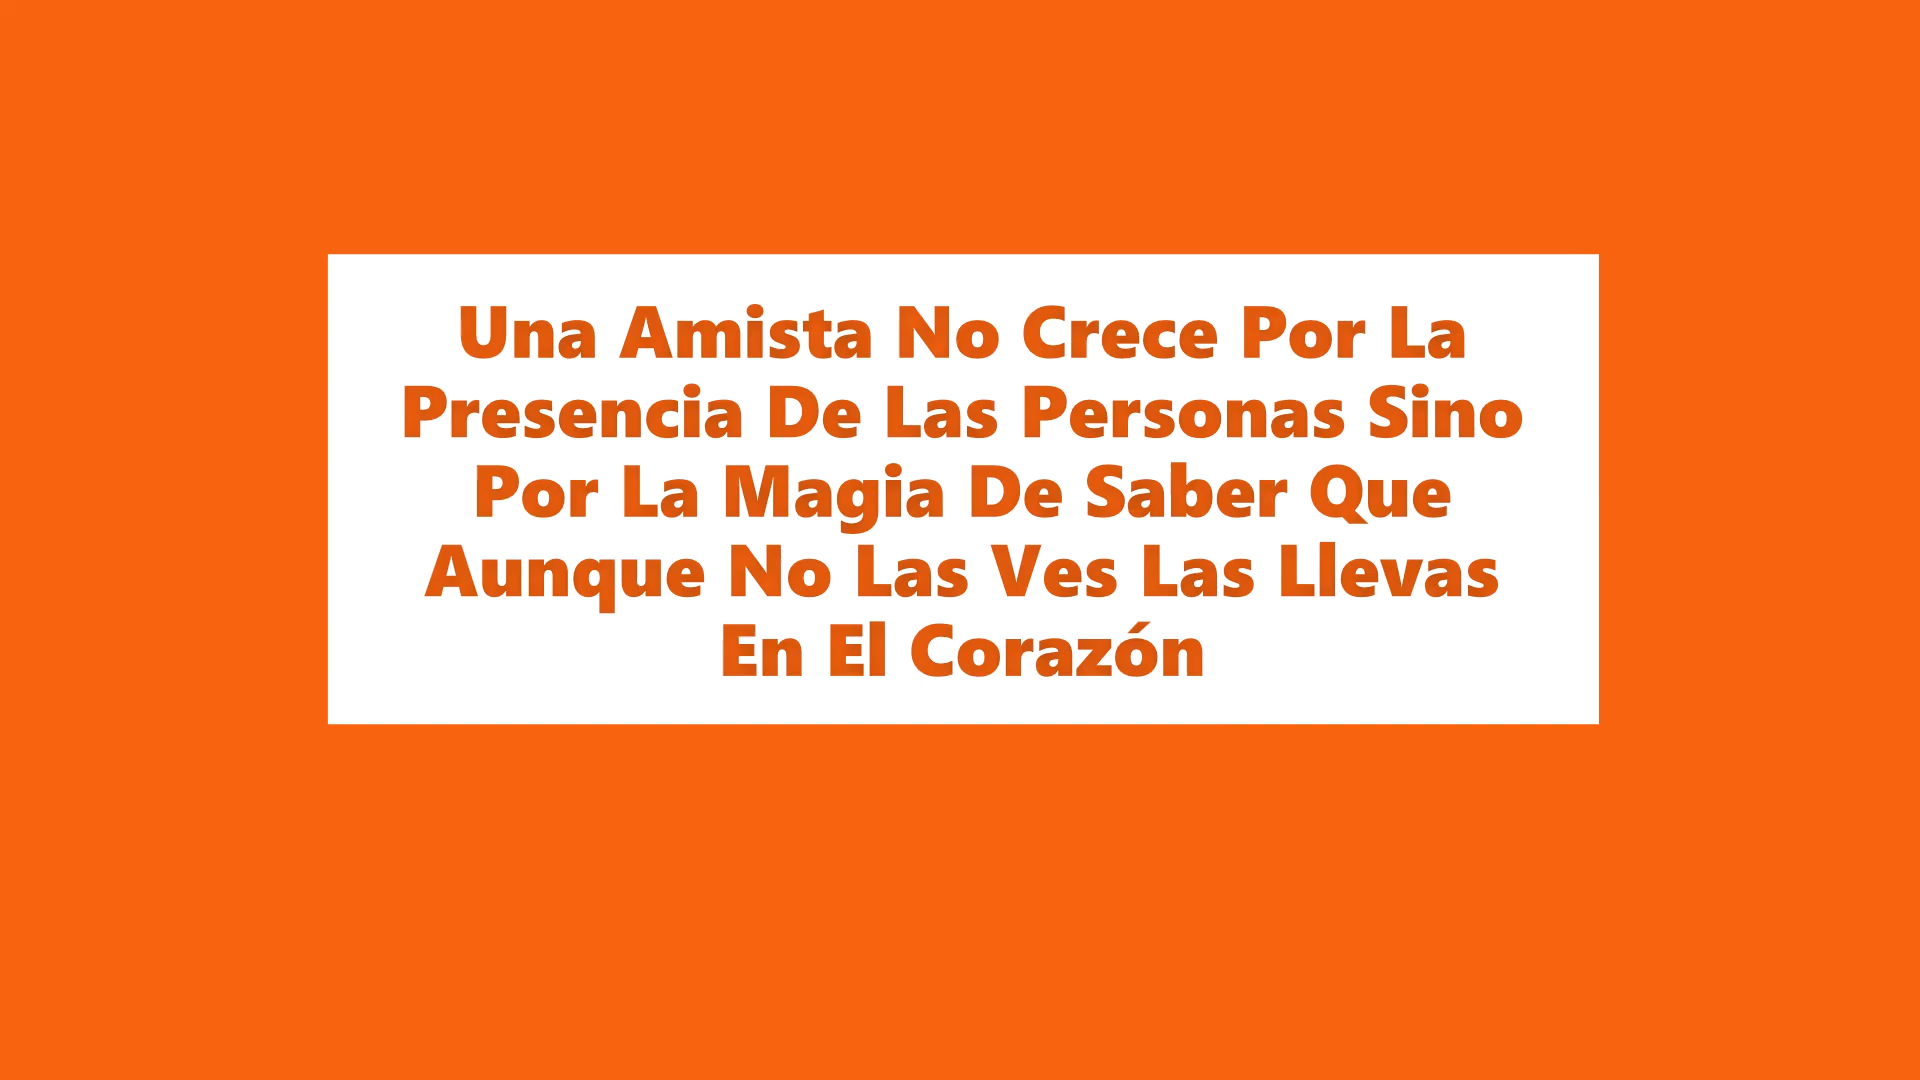 Una Amista No Crece Por La
Presencia De Las Personas Sino
Por La Magia De Saber Que
Aunque No Las Ves Las Llevas
En El Corazón